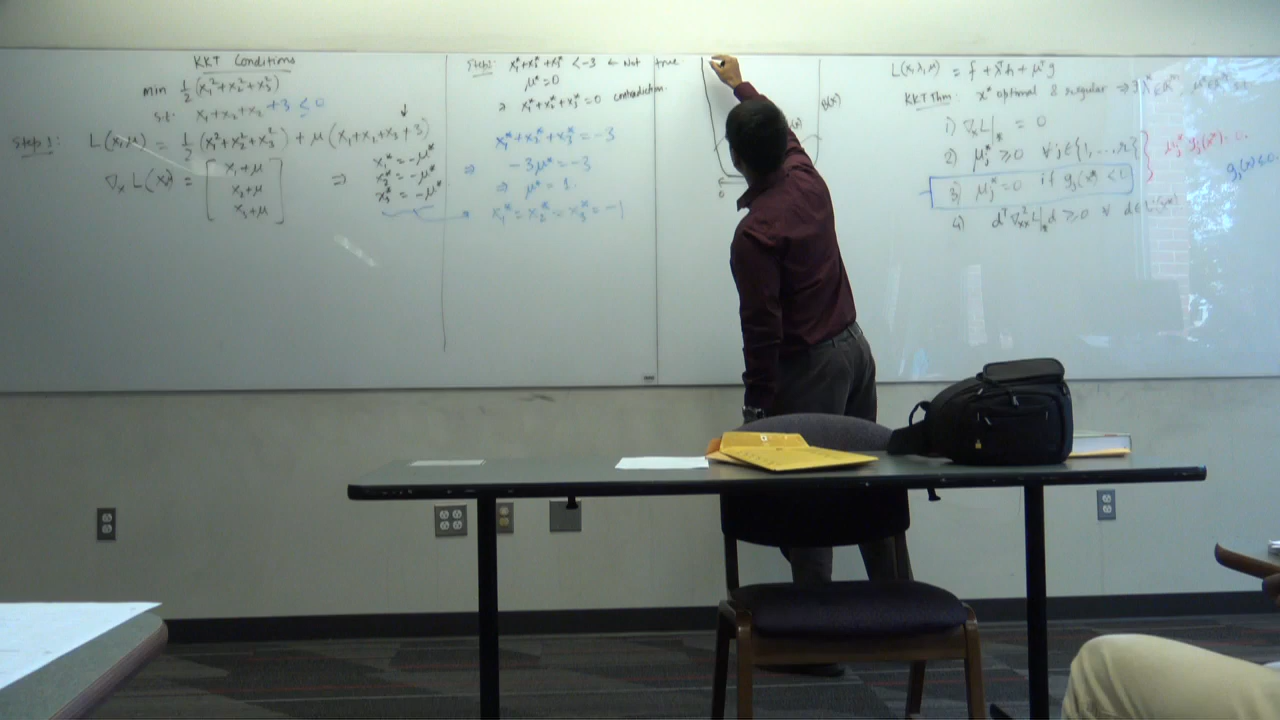 KKT Conditions
min ½(x₁²+x₂²+x₃²)
s.t. x₁+x₂+x₃ +3 ≤ 0
Step 1: L(x,μ) = ½(x₁²+x₂²+x₃²) + μ(x₁+x₂+x₃+3)
∇ₓ L(x,μ) = [x₁+μ
x₂+μ
x₃+μ]
⇒ x₁* = -μ*
x₂* = -μ*
x₃* = -μ*
x₁*+x₂*+x₃* < -3 ← Not true
μ* = 0
⇒ x₁*+x₂*+x₃* = 0 contradiction.
x₁*+x₂*+x₃* = -3
⇒ -3μ* = -3
⇒ μ* = 1.
x₁* = x₂* = x₃* = -1
0
B(x)
L(x,λ,μ) = f + λᵀh + μᵀg
KKT Thm: x* optimal & regular ⇒ ∃
1) ∇ₓL|* = 0
2) μⱼ* ≥ 0 ∀ j∈{1,...,r}
μⱼ* gⱼ(x*) = 0.
3) μⱼ* = 0 if gⱼ(x*) < 0
gⱼ(x) ≤ 0.
4) dᵀ ∇²ₓₓ L|* d ≥ 0 ∀ d∈